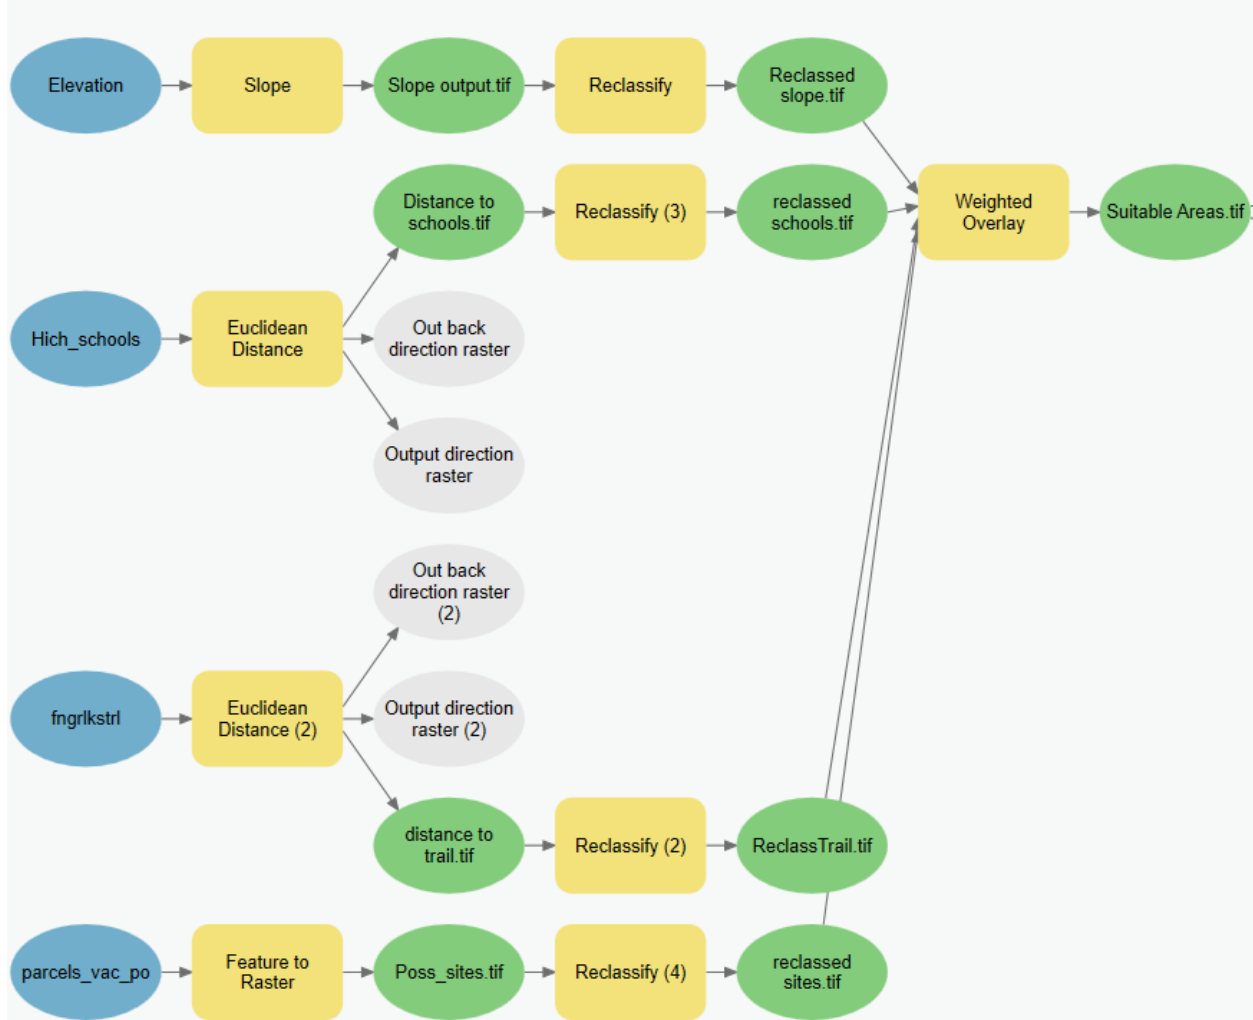 Elevation
Slope
Slope output.tif
Reclassify
Reclassed
slope.tif
Distance to
schools.tif
Reclassify (3)
reclassed
schools.tif
Weighted
Overlay
Suitable Areas.tif
Hich_schools
Euclidean
Distance
Out back
direction raster
Output direction
raster
Out back
direction raster
(2)
fngrlkstrl
Euclidean
Distance (2)
Output direction
raster (2)
distance to
trail.tif
Reclassify (2)
ReclassTrail.tif
parcels_vac_po
Feature to
Raster
Poss_sites.tif
Reclassify (4)
reclassed
sites.tif